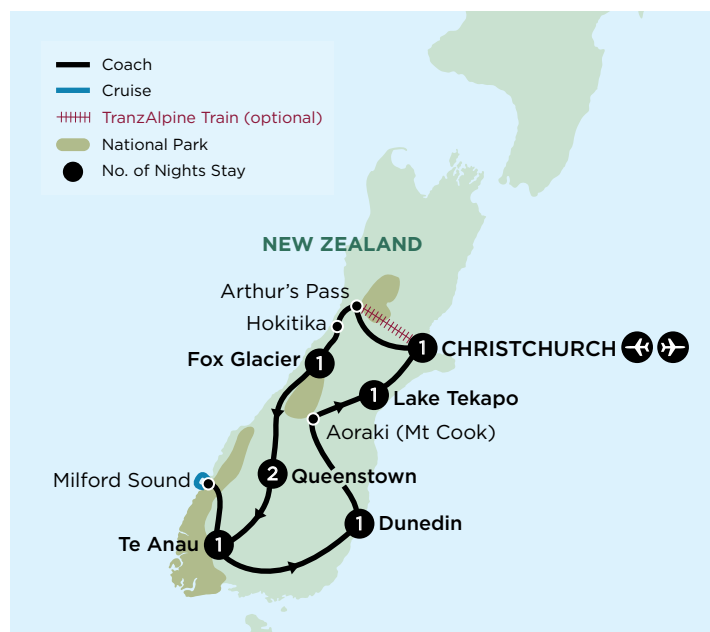 Coach
Cruise
TranzAlpine Train (optional)
National Park
No. of Nights Stay
NEW ZEALAND
Arthur's Pass
Hokitika
1 CHRISTCHURCH
Fox Glacier 1
1 Lake Tekapo
Aoraki (Mt Cook)
Milford Sound
2 Queenstown
1 Dunedin
Te Anau 1